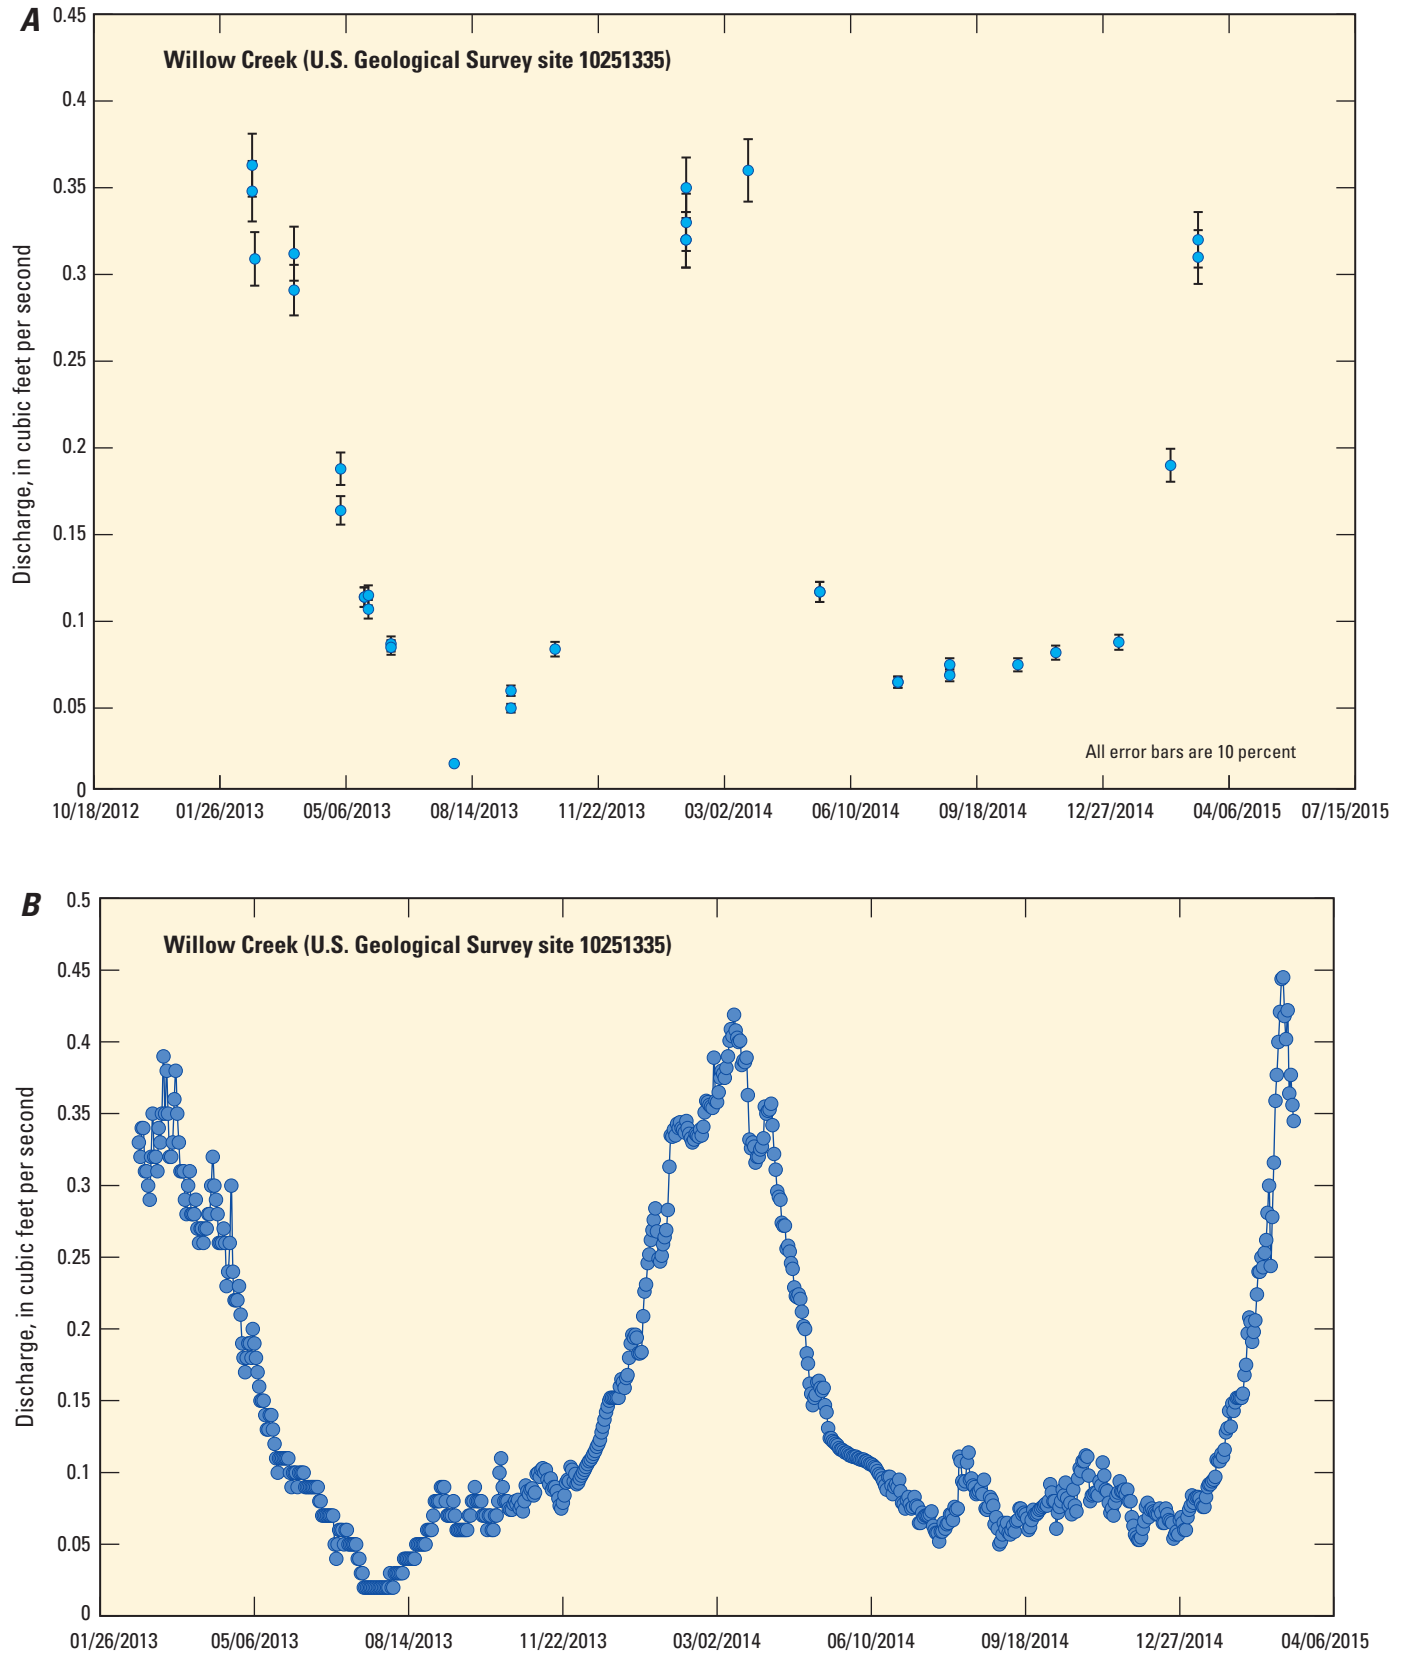 A
Willow Creek (U.S. Geological Survey site 10251335)
Discharge, in cubic feet per second
0.45
0.4
0.35
0.3
0.25
0.2
0.15
0.1
0.05
0
All error bars are 10 percent
10/18/2012 01/26/2013 05/06/2013 08/14/2013 11/22/2013 03/02/2014 06/10/2014 09/18/2014 12/27/2014 04/06/2015 07/15/2015
B
Willow Creek (U.S. Geological Survey site 10251335)
Discharge, in cubic feet per second
0.5
0.45
0.4
0.35
0.3
0.25
0.2
0.15
0.1
0.05
0
01/26/2013 05/06/2013 08/14/2013 11/22/2013 03/02/2014 06/10/2014 09/18/2014 12/27/2014 04/06/2015